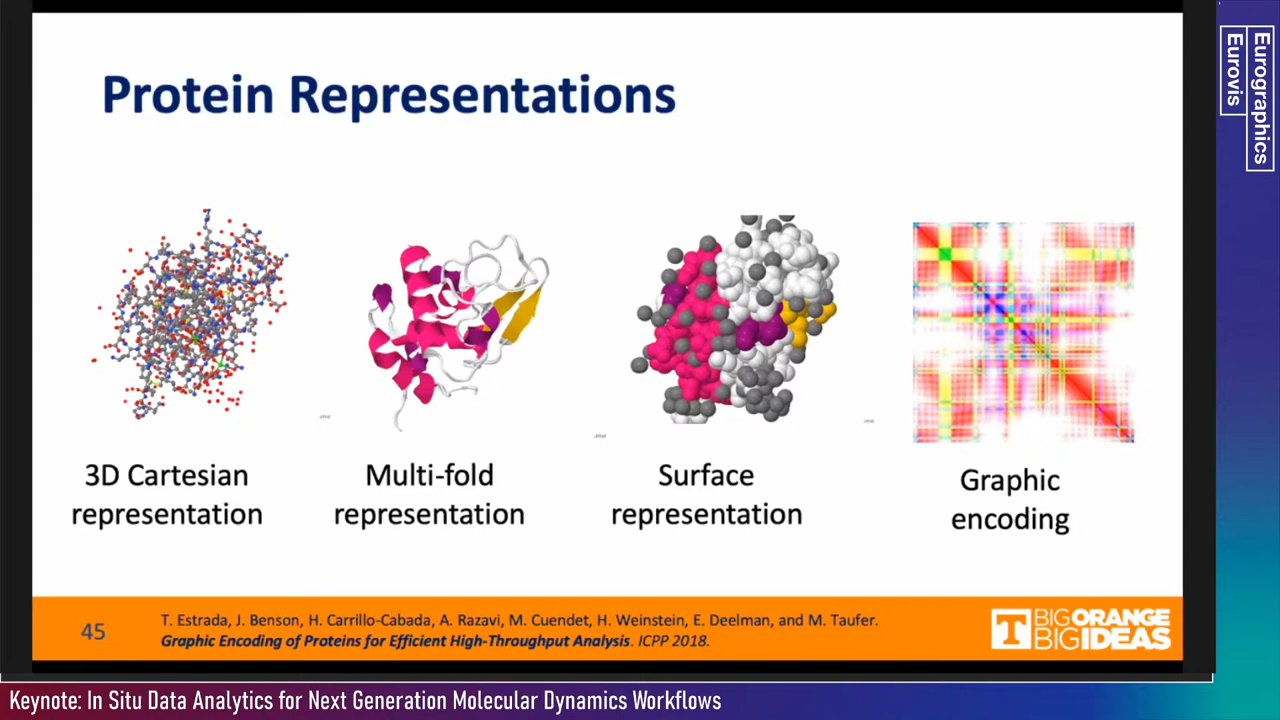 Protein Representations
Eurographics
Eurovis
3D Cartesian
representation
Multi-fold
representation
Surface
representation
Graphic
encoding
45
T. Estrada, J. Benson, H. Carrillo-Cabada, A. Razavi, M. Cuendet, H. Weinstein, E. Deelman, and M. Taufer.
Graphic Encoding of Proteins for Efficient High-Throughput Analysis. ICPP 2018.
T
BIG ORANGE
BIG IDEAS
Keynote: In Situ Data Analytics for Next Generation Molecular Dynamics Workflows